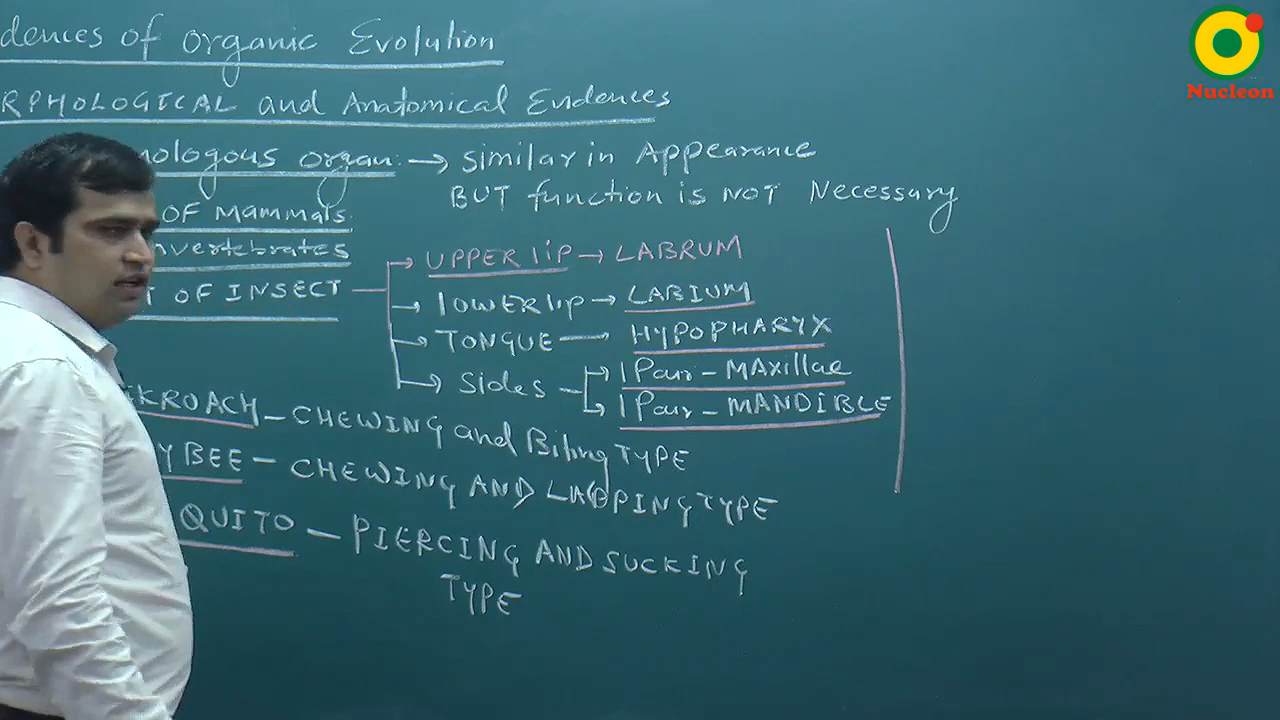 dences of organic Evolution
RPHOLOGICAL and Anatomical Evidences
mologous organ: → similar in Appearance
BUT function is NOT Necessary
OF Mammals.
nvertebrates
T OF INSECT → UPPER lip → LABRUM
→ lOWER lip → LABIUM
→ TONGUE → HYPOPHARYX
→ Sides → 1 Pair - MAxillae
→ 1 Pair - MANDIBLE
CKROACH - CHEWING and Biting TYPE
YBEE - CHEWING AND LAPPING TYPE
QUITO - PIERCING AND SUCKING
TYPE
Nucleon